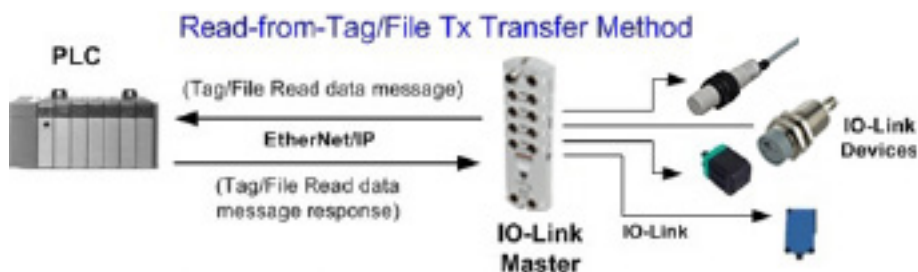 Read-from-Tag/File Tx Transfer Method
PLC
(Tag/File Read data message)
EtherNet/IP
(Tag/File Read data
message response)
IO-Link
Master
IO-Link
IO-Link
Devices